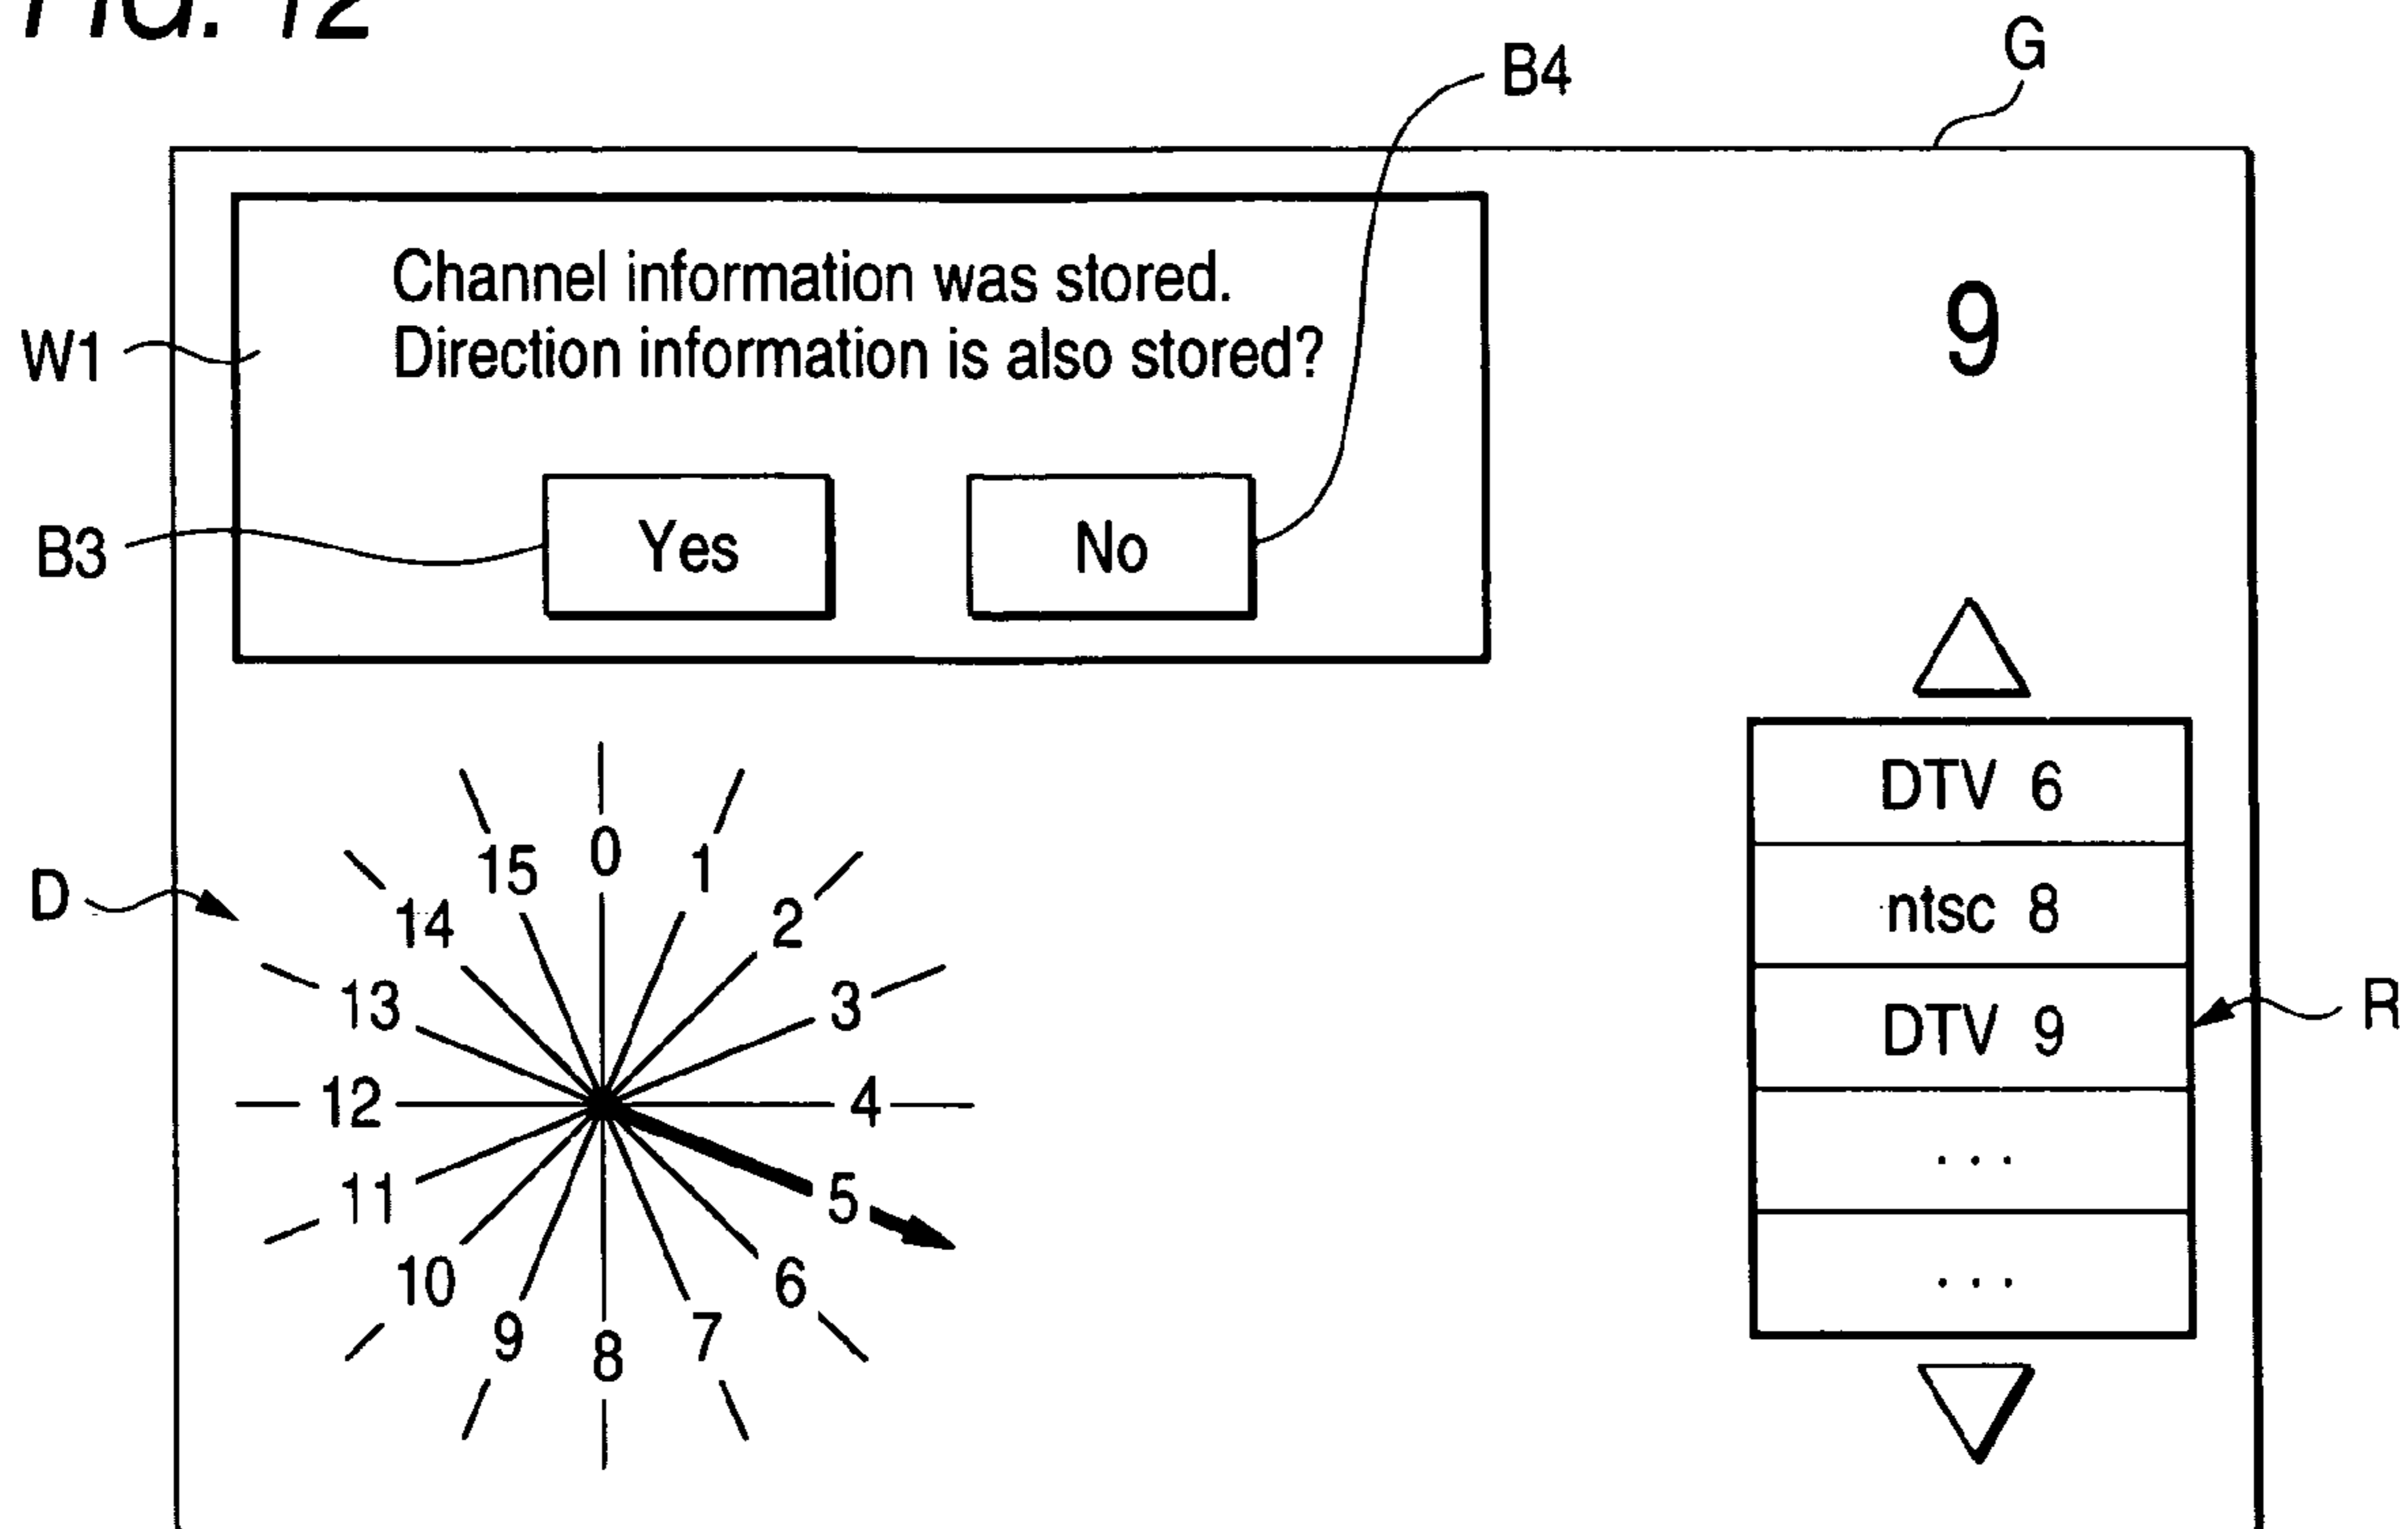 FIG. 12
B4
G
Channel information was stored.
Direction information is also stored?
9
W1
B3
Yes
No
DTV 6
ntsc 8
DTV 9
...
...
R
D
0
1
2
3
4
5
6
7
8
9
10
11
12
13
14
15